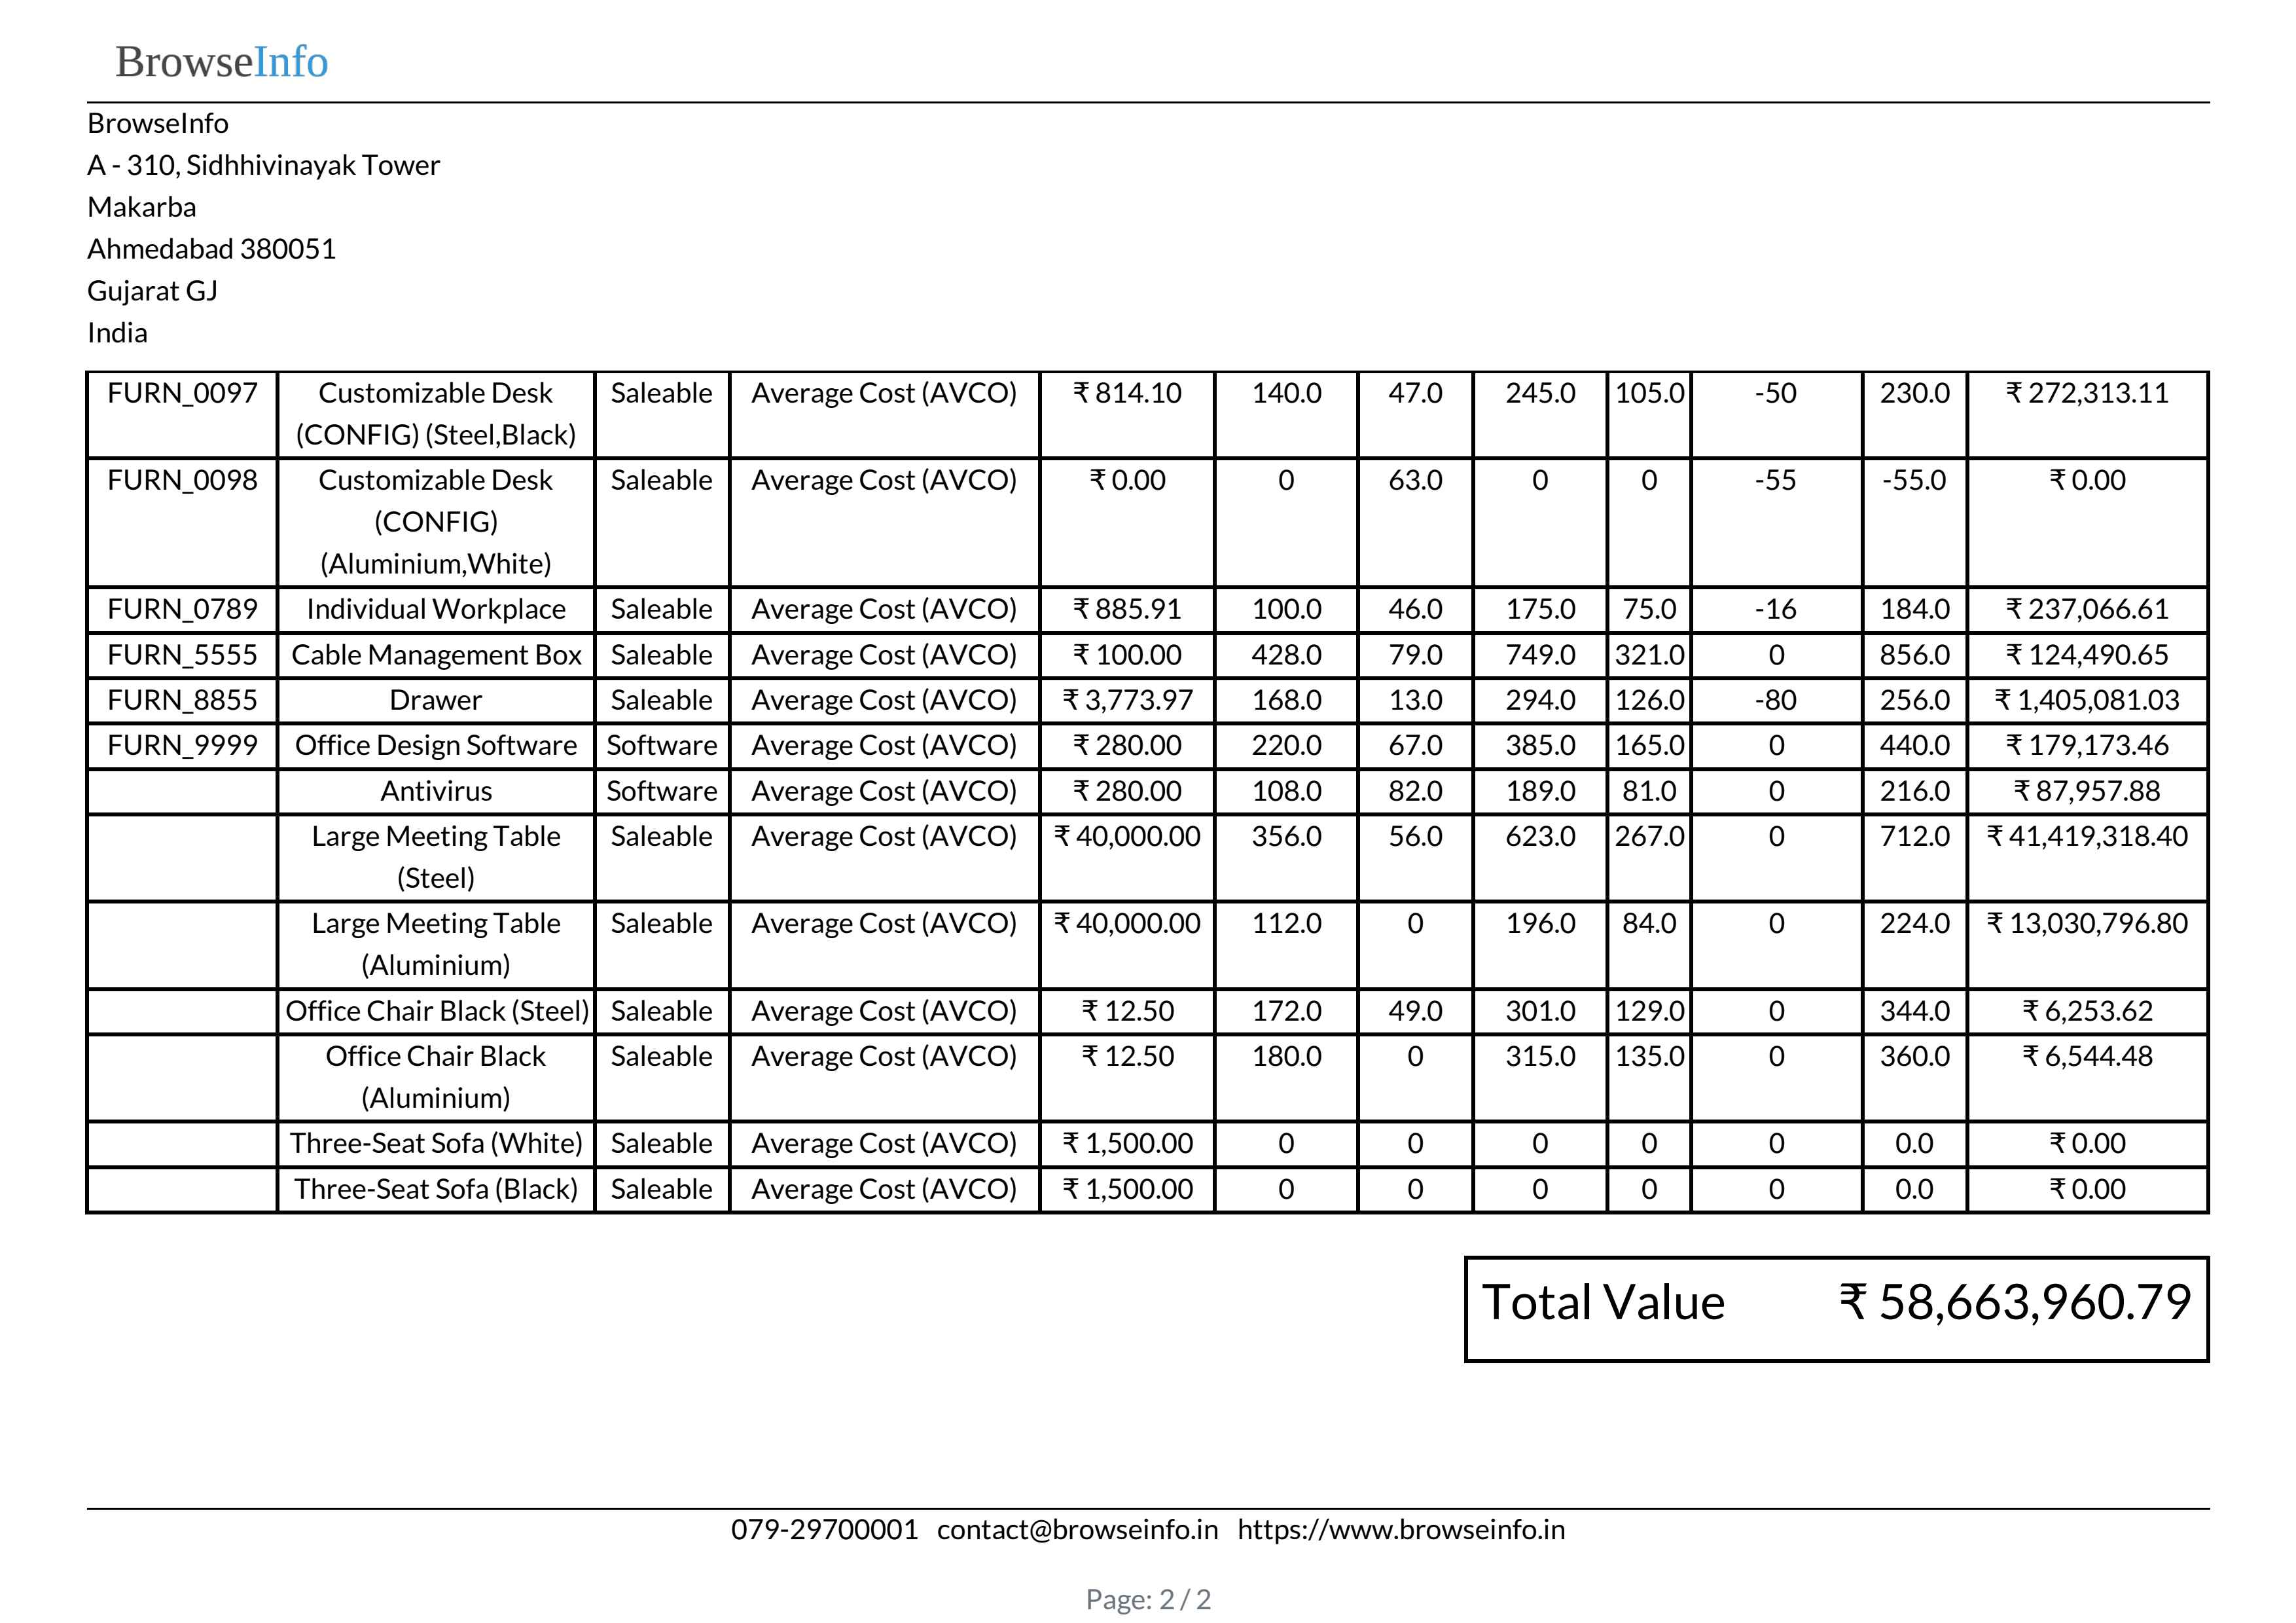 BrowseInfo
BrowseInfo
A - 310, Sidhhivinayak Tower
Makarba
Ahmedabad 380051
Gujarat GJ
India
FURN_0097 Customizable Desk Saleable Average Cost (AVCO) ₹ 814.10 140.0 47.0 245.0 105.0 -50 230.0 ₹ 272,313.11
(CONFIG) (Steel,Black)
FURN_0098 Customizable Desk Saleable Average Cost (AVCO) ₹ 0.00 0 63.0 0 0 -55 -55.0 ₹ 0.00
(CONFIG)
(Aluminium,White)
FURN_0789 Individual Workplace Saleable Average Cost (AVCO) ₹ 885.91 100.0 46.0 175.0 75.0 -16 184.0 ₹ 237,066.61
FURN_5555 Cable Management Box Saleable Average Cost (AVCO) ₹ 100.00 428.0 79.0 749.0 321.0 0 856.0 ₹ 124,490.65
FURN_8855 Drawer Saleable Average Cost (AVCO) ₹ 3,773.97 168.0 13.0 294.0 126.0 -80 256.0 ₹ 1,405,081.03
FURN_9999 Office Design Software Software Average Cost (AVCO) ₹ 280.00 220.0 67.0 385.0 165.0 0 440.0 ₹ 179,173.46
Antivirus Software Average Cost (AVCO) ₹ 280.00 108.0 82.0 189.0 81.0 0 216.0 ₹ 87,957.88
Large Meeting Table Saleable Average Cost (AVCO) ₹ 40,000.00 356.0 56.0 623.0 267.0 0 712.0 ₹ 41,419,318.40
(Steel)
Large Meeting Table Saleable Average Cost (AVCO) ₹ 40,000.00 112.0 0 196.0 84.0 0 224.0 ₹ 13,030,796.80
(Aluminium)
Office Chair Black (Steel) Saleable Average Cost (AVCO) ₹ 12.50 172.0 49.0 301.0 129.0 0 344.0 ₹ 6,253.62
Office Chair Black Saleable Average Cost (AVCO) ₹ 12.50 180.0 0 315.0 135.0 0 360.0 ₹ 6,544.48
(Aluminium)
Three-Seat Sofa (White) Saleable Average Cost (AVCO) ₹ 1,500.00 0 0 0 0 0 0.0 ₹ 0.00
Three-Seat Sofa (Black) Saleable Average Cost (AVCO) ₹ 1,500.00 0 0 0 0 0 0.0 ₹ 0.00
Total Value ₹ 58,663,960.79
079-29700001 contact@browseinfo.in https://www.browseinfo.in
Page: 2 / 2